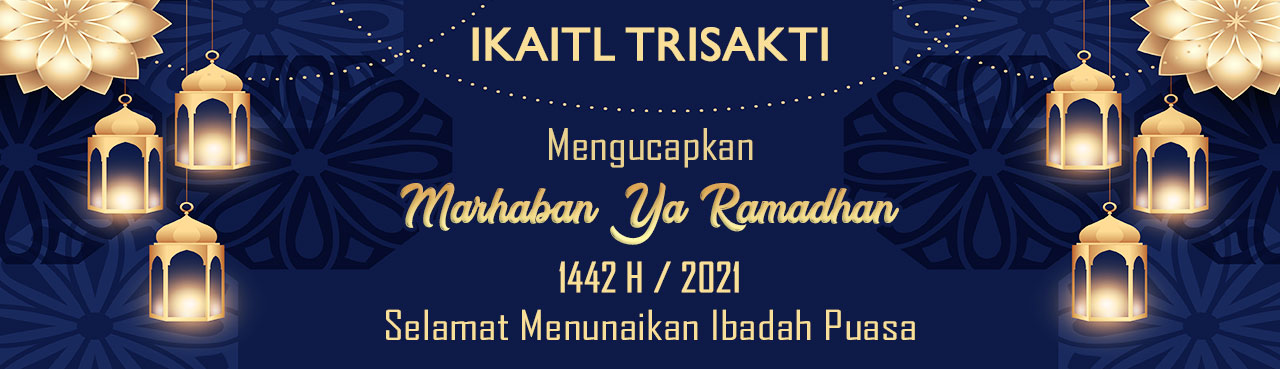 IKAITL TRISAKTI
Mengucapkan
Marhaban Ya Ramadhan
1442 H / 2021
Selamat Menunaikan Ibadah Puasa